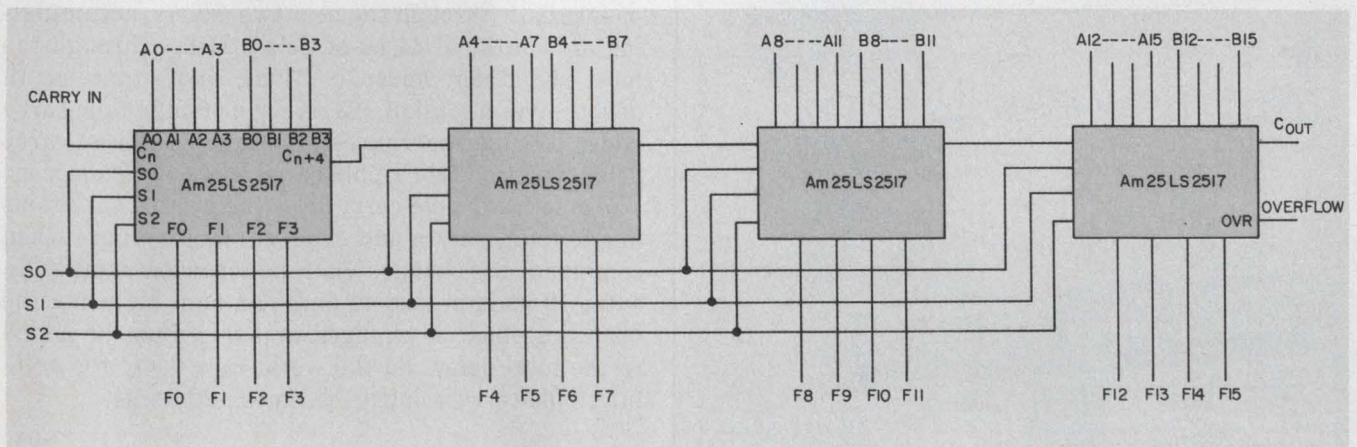 A0----A3 B0----B3 A4-----A7 B4----B7 A8-----A11 B8----B11 A12----A15 B12----B15
CARRY IN
A0 A1 A2 A3 B0 B1 B2 B3
Cn Cn+4
S0
S1
S2
Am25LS2517 Am25LS2517 Am25LS2517 Am25LS2517
COUT
OVERFLOW
OVR
F0 F1 F2 F3
S0
S1
S2
F0 F1 F2 F3 F4 F5 F6 F7 F8 F9 F10 F11 F12 F13 F14 F15